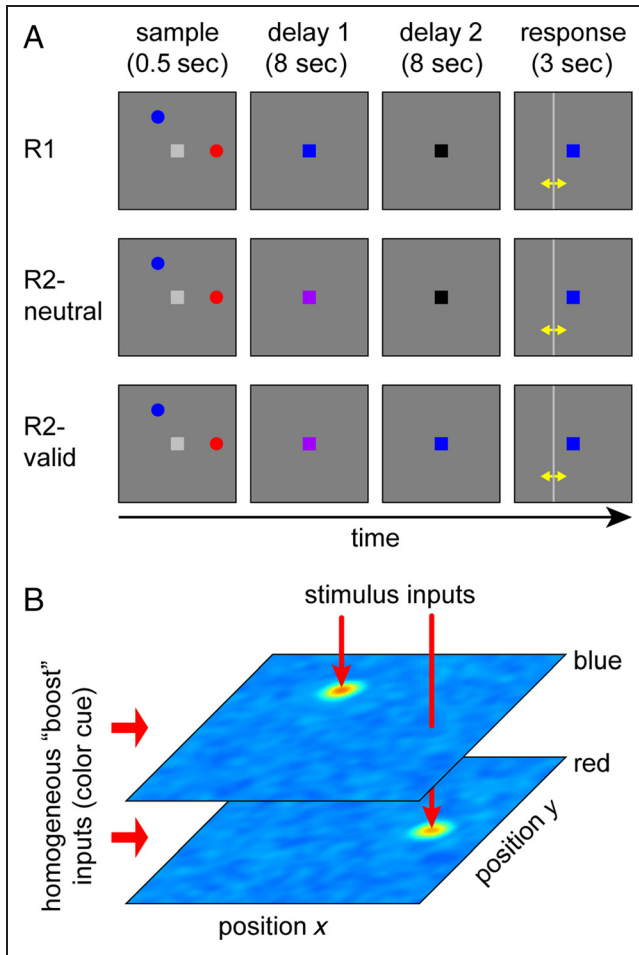 A
sample delay 1 delay 2 response
(0.5 sec) (8 sec) (8 sec) (3 sec)
R1
R2-
neutral
R2-
valid
time
B
stimulus inputs
blue
red
homogeneous “boost”
inputs (color cue)
position y
position x